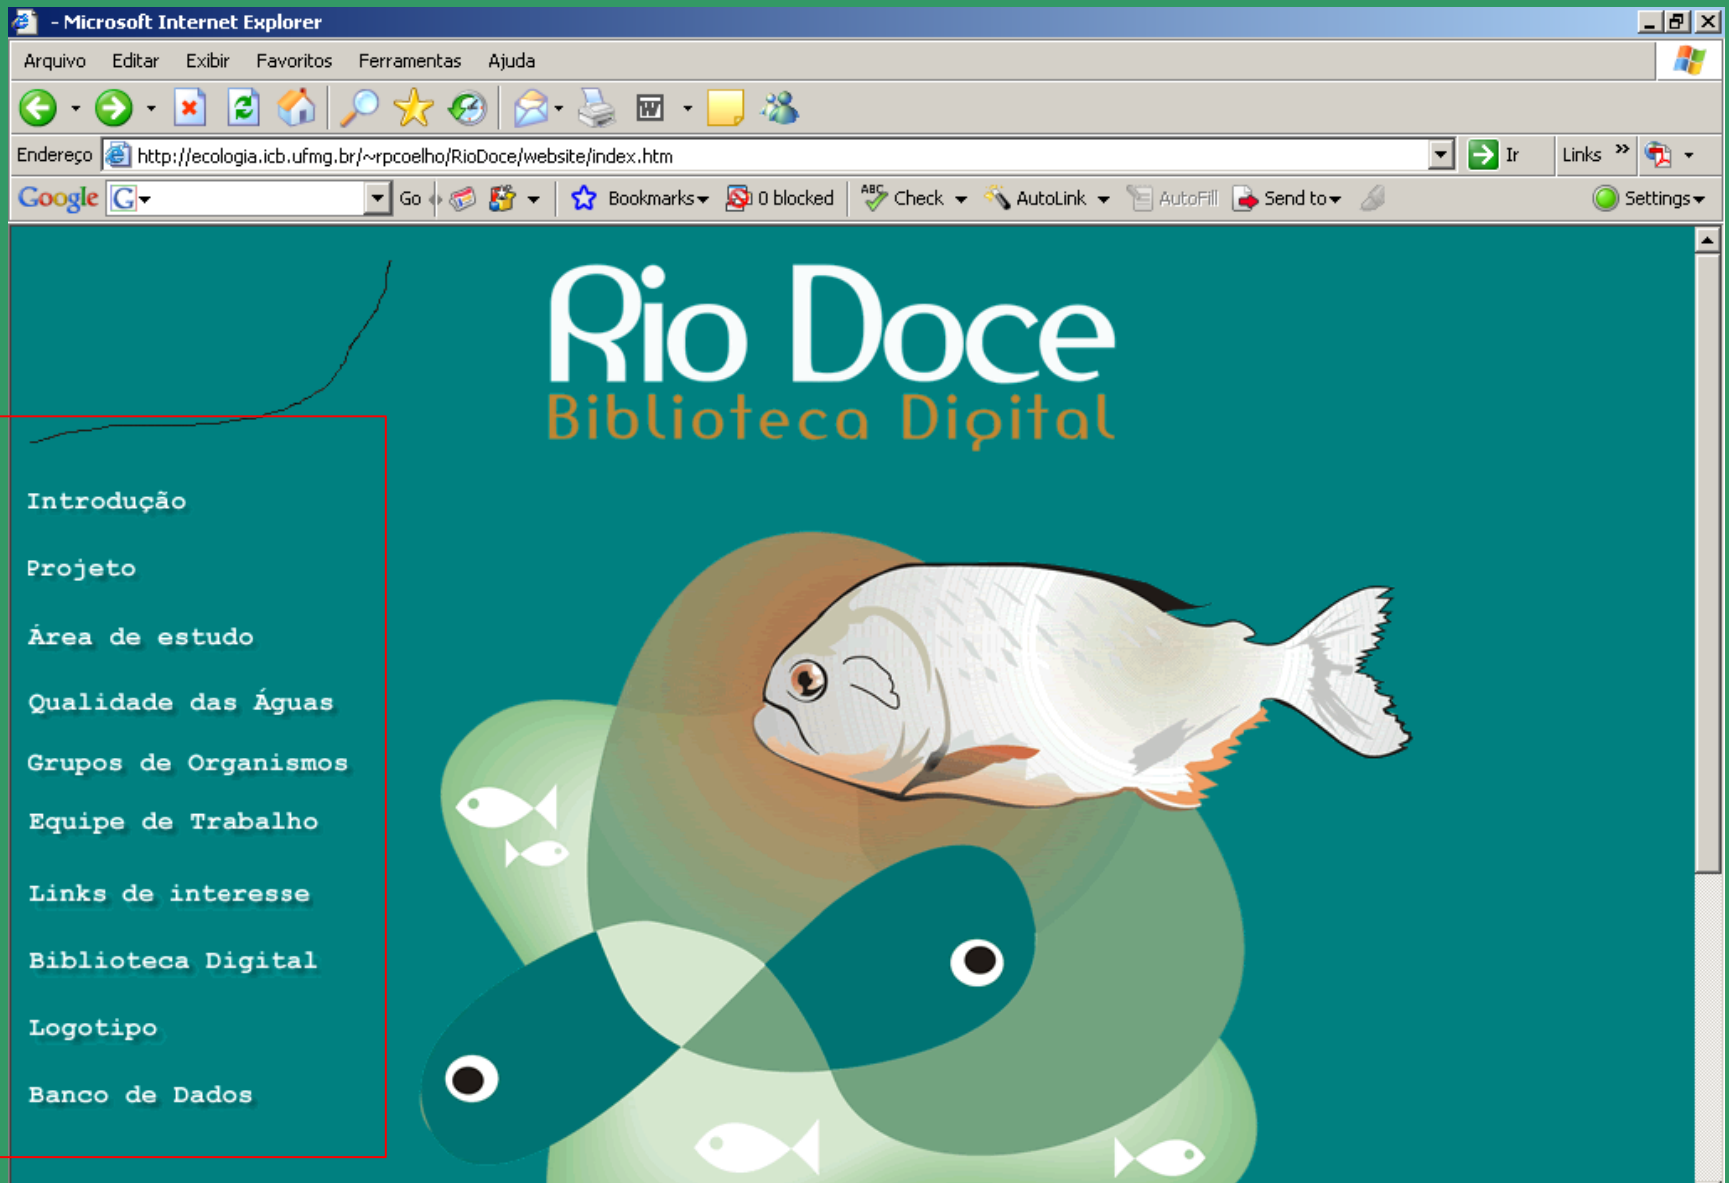 - Microsoft Internet Explorer
Arquivo Editar Exibir Favoritos Ferramentas Ajuda
W
Endereço http://ecologia.icb.ufmg.br/~rpcoelho/RioDoce/website/index.htm Ir Links »
Google G Go Bookmarks 0 blocked ABC Check AutoLink AutoFill Send to Settings
Rio Doce
Biblioteca Digital
Introdução
Projeto
Área de estudo
Qualidade das Águas
Grupos de Organismos
Equipe de Trabalho
Links de interesse
Biblioteca Digital
Logotipo
Banco de Dados